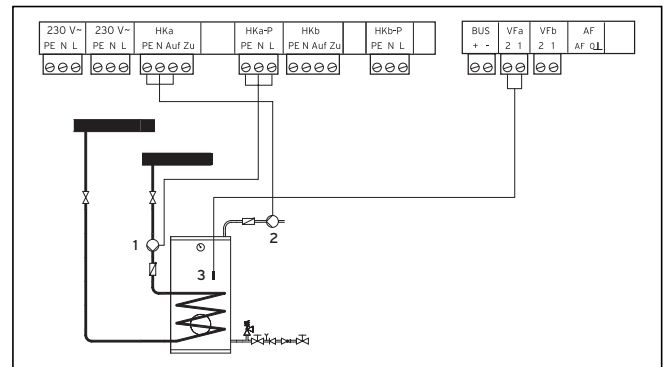 230 V~ 230 V~ HKa HKa-P HKb HKb-P BUS VFa VFb AF
PE N L PE N L PE N Auf Zu PE N L PE N Auf Zu PE N L + - 2 1 2 1 AF 0⊥
1
2
3